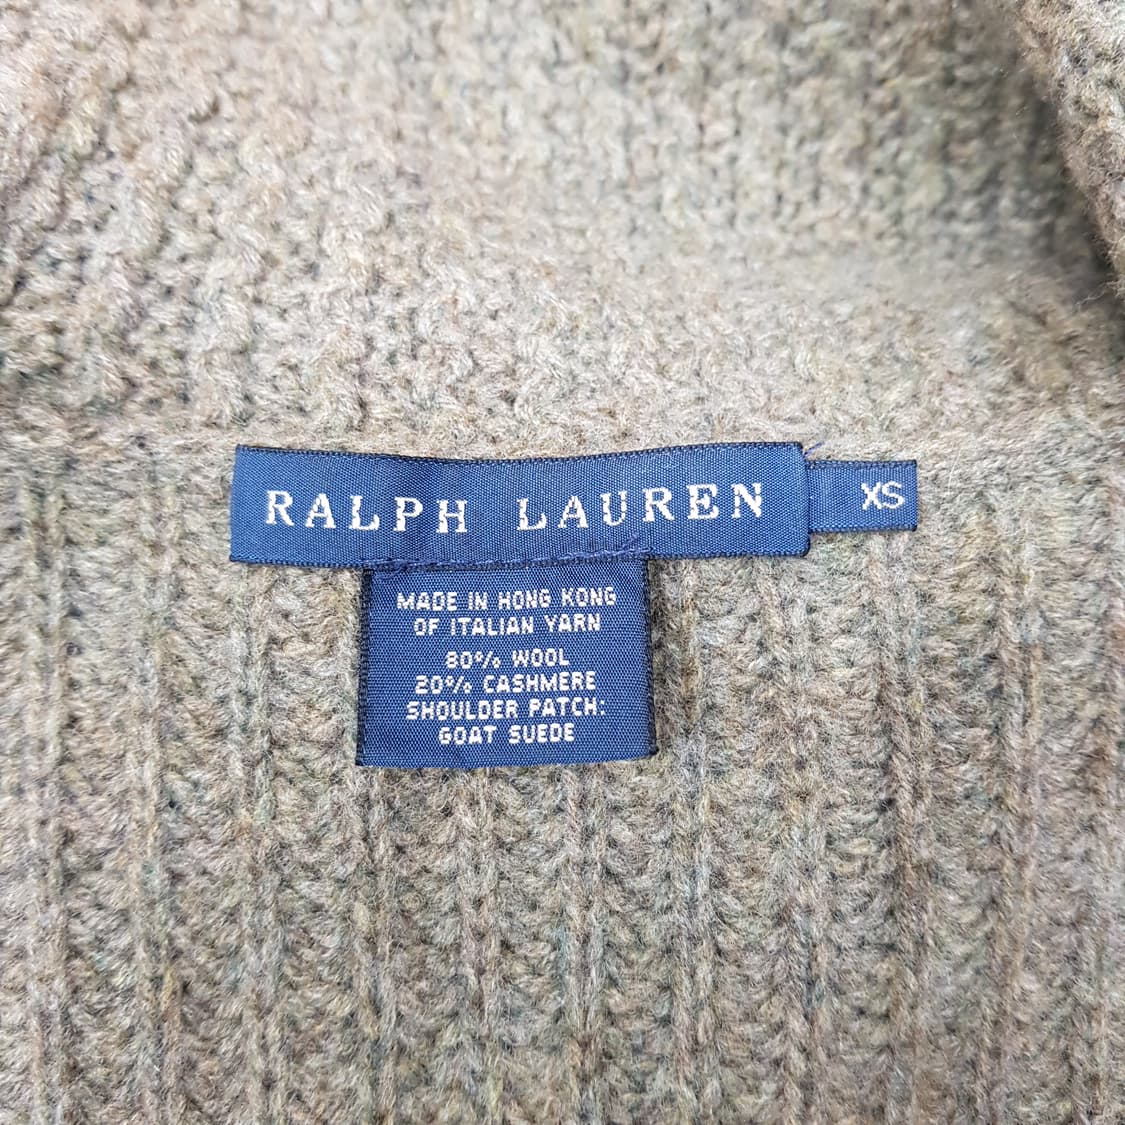 RALPH LAUREN XS
MADE IN HONG KONG
OF ITALIAN YARN
80% WOOL
20% CASHMERE
SHOULDER PATCH:
GOAT SUEDE